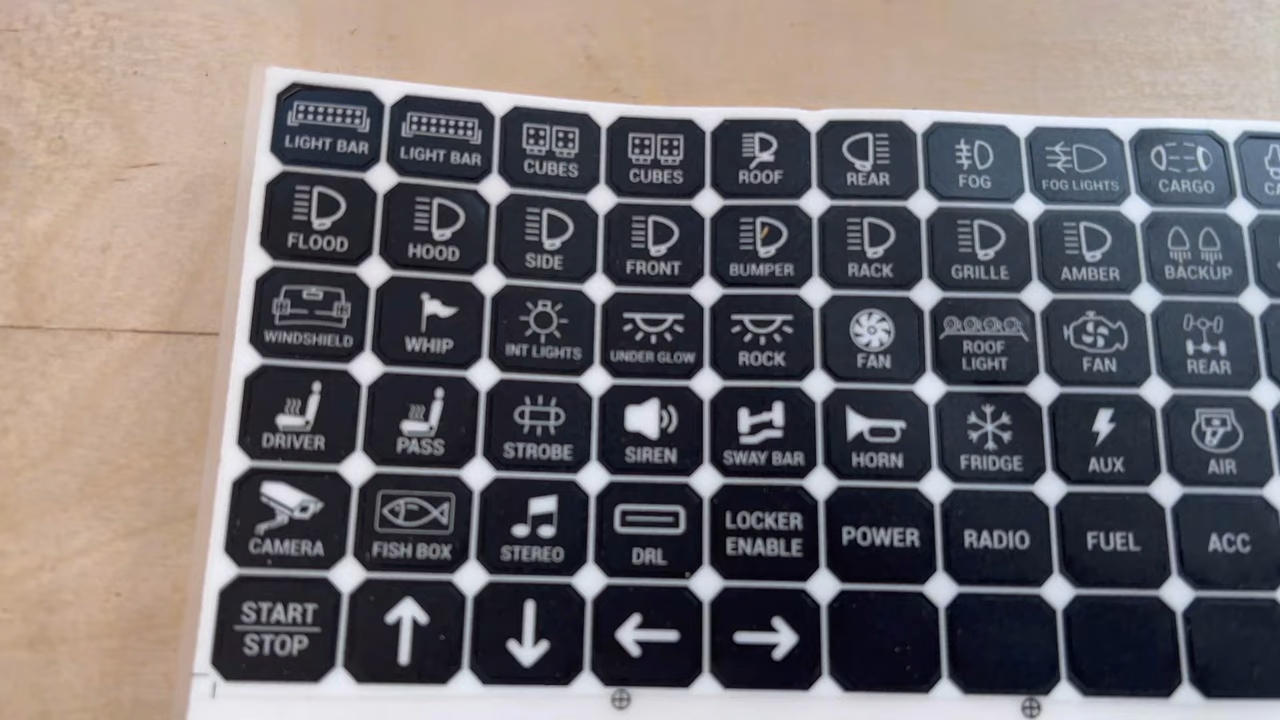 LIGHT BAR
LIGHT BAR
CUBES
CUBES
ROOF
REAR
FOG
FOG LIGHTS
CARGO
CA
FLOOD
HOOD
SIDE
FRONT
BUMPER
RACK
GRILLE
AMBER
BACKUP
WINDSHIELD
WHIP
INT LIGHTS
UNDER GLOW
ROCK
FAN
ROOF
LIGHT
FAN
REAR
DRIVER
PASS
STROBE
SIREN
SWAY BAR
HORN
FRIDGE
AUX
AIR
CAMERA
FISH BOX
STEREO
DRL
LOCKER
ENABLE
POWER
RADIO
FUEL
ACC
START
STOP